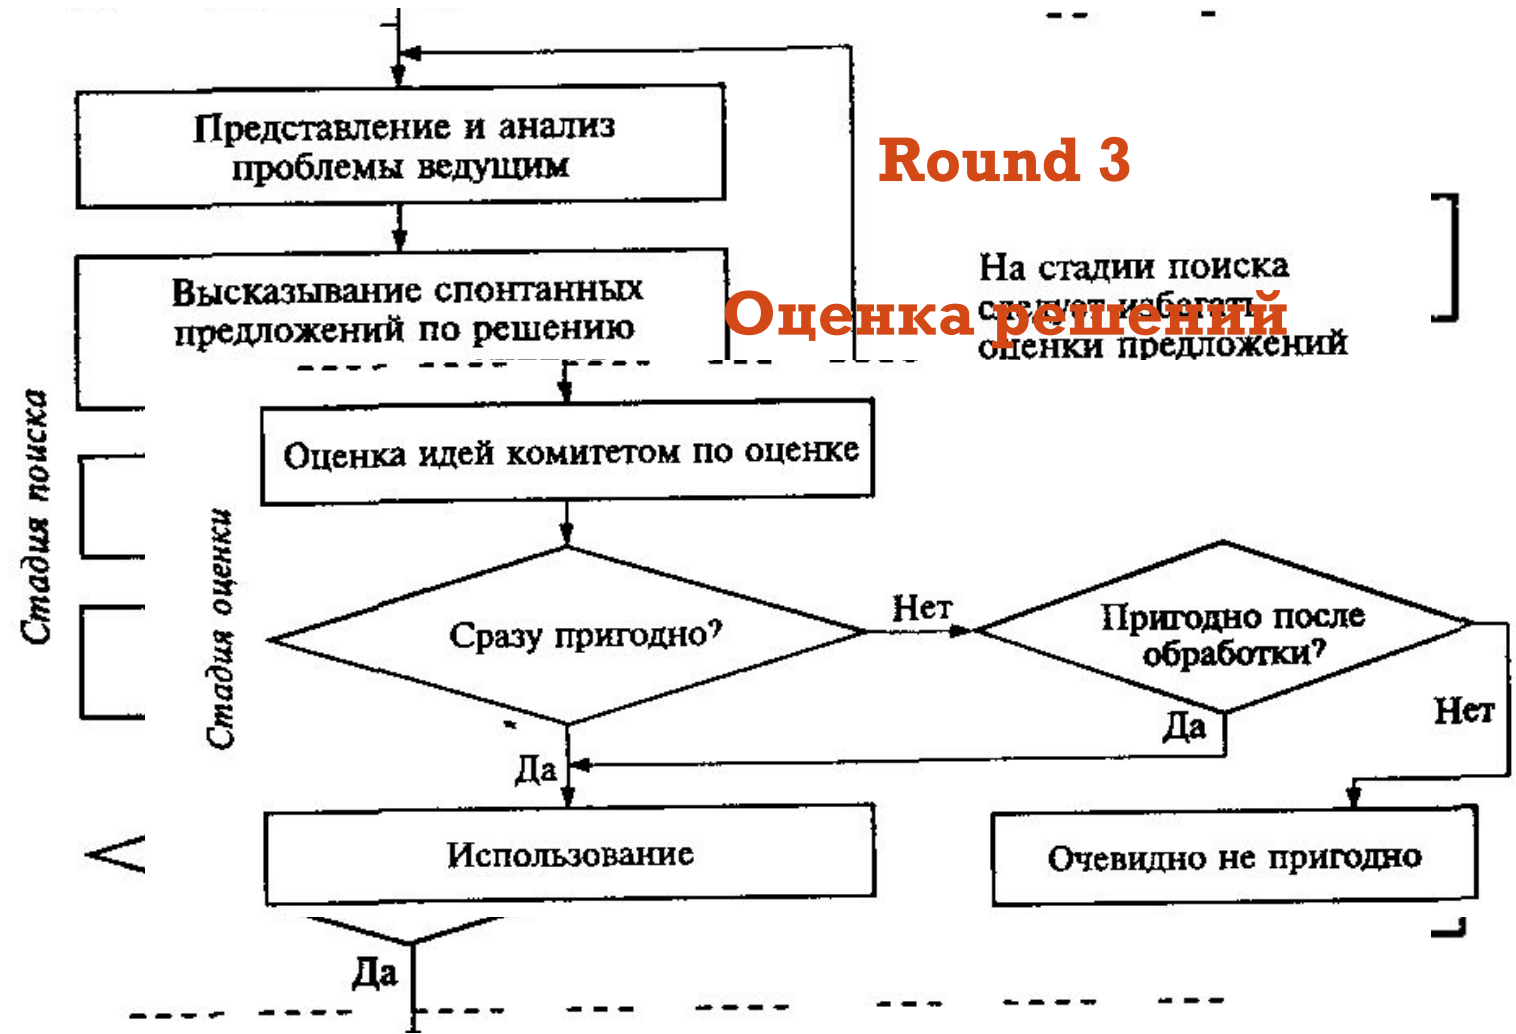 Представление и анализ
проблемы ведущим
Round 3
Высказывание спонтанных
предложений по решению
На стадии поиска
следует избегать
оценки предложений
Оценка решений
Стадия поиска
Оценка идей комитетом по оценке
Стадия оценки
Сразу пригодно?
Нет
Пригодно после
обработки?
Да
Нет
Да
Использование
Очевидно не пригодно
Да